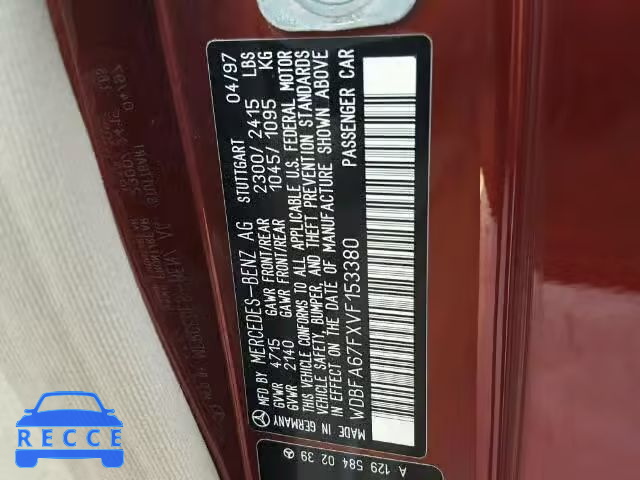 MFD BY MERCEDES-BENZ AG STUTTGART 04/97
GVWR 4715 GAWR FRONT/REAR 2300/ 2415 LBS
GVWR 2140 GAWR FRONT/REAR 1045/ 1095 KG
THIS VEHICLE CONFORMS TO ALL APPLICABLE U.S. FEDERAL MOTOR
VEHICLE SAFETY, BUMPER, AND THEFT PREVENTION STANDARDS
IN EFFECT ON THE DATE OF MANUFACTURE SHOWN ABOVE
WDBFA67FXVF153380 PASSENGER CAR
MADE IN GERMANY
A 129 584 02 39
RECCE